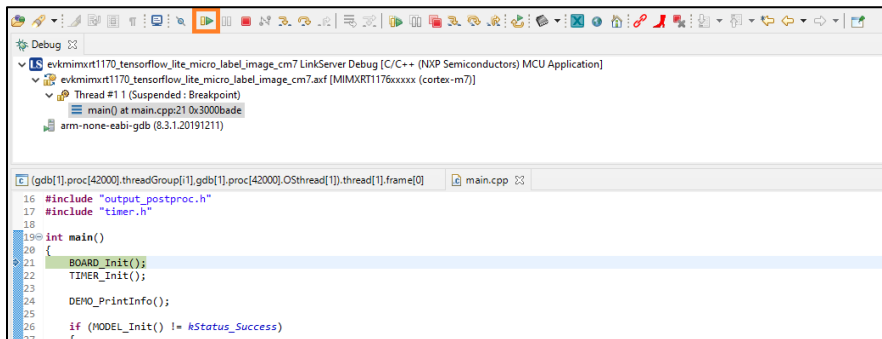 Debug
LS evkmimxrt1170_tensorflow_lite_micro_label_image_cm7 LinkServer Debug [C/C++ (NXP Semiconductors) MCU Application]
evkmimxrt1170_tensorflow_lite_micro_label_image_cm7.axf [MIMXRT1176xxxxx (cortex-m7)]
Thread #1 1 (Suspended : Breakpoint)
main() at main.cpp:21 0x3000bade
arm-none-eabi-gdb (8.3.1.20191211)
(gdb[1].proc[42000].threadGroup[i1],gdb[1].proc[42000].OSthread[1]).thread[1].frame[0] main.cpp
16 #include "output_postproc.h"
17 #include "timer.h"
18
19 int main()
20 {
21 BOARD_Init();
22 TIMER_Init();
23
24 DEMO_PrintInfo();
25
26 if (MODEL_Init() != kStatus_Success)
27 {